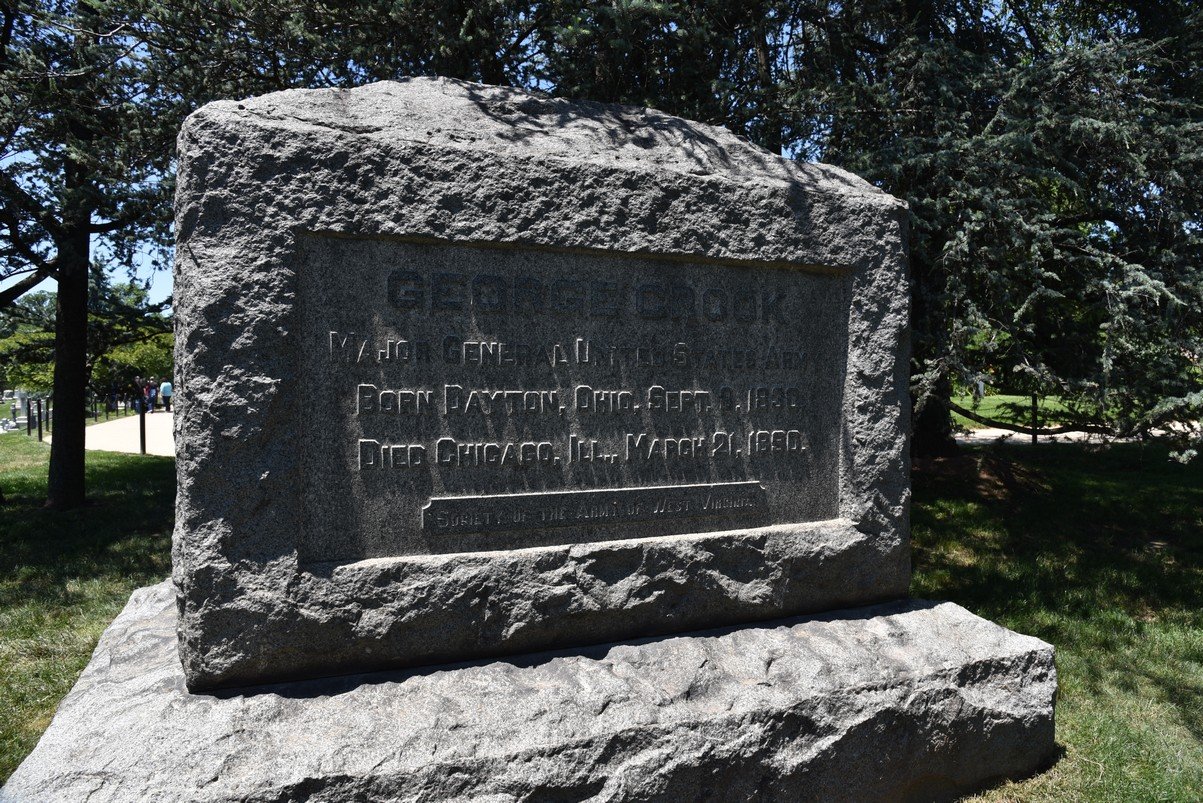 GEORGE CROOK
MAJOR GENERAL UNITED STATES ARMY
BORN DAYTON, OHIO, SEPT. 8, 1830
DIED CHICAGO, ILL., MARCH 21, 1890.
SOCIETY OF THE ARMY OF WEST VIRGINIA.